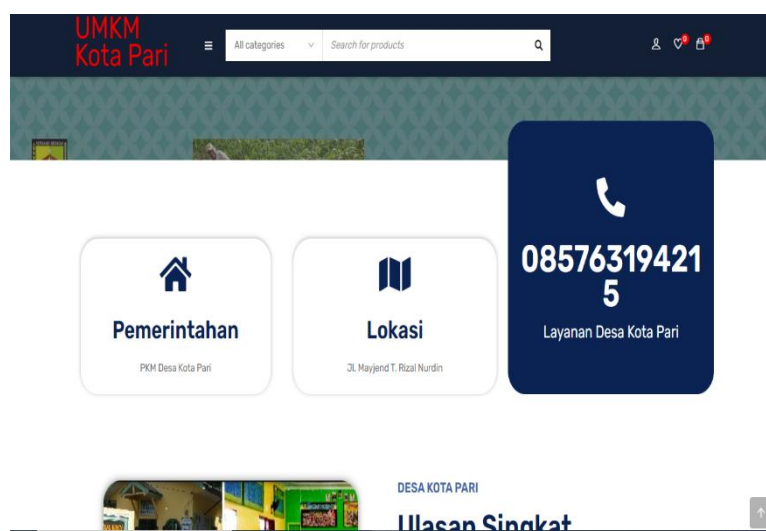 UMKM
Kota Pari
All categories
Search for products
0
0
Pemerintahan
PKM Desa Kota Pari
Lokasi
Jl. Mayjend T. Rizal Nurdin
08576319421
5
Layanan Desa Kota Pari
DESA KOTA PARI
Ulasan Singkat